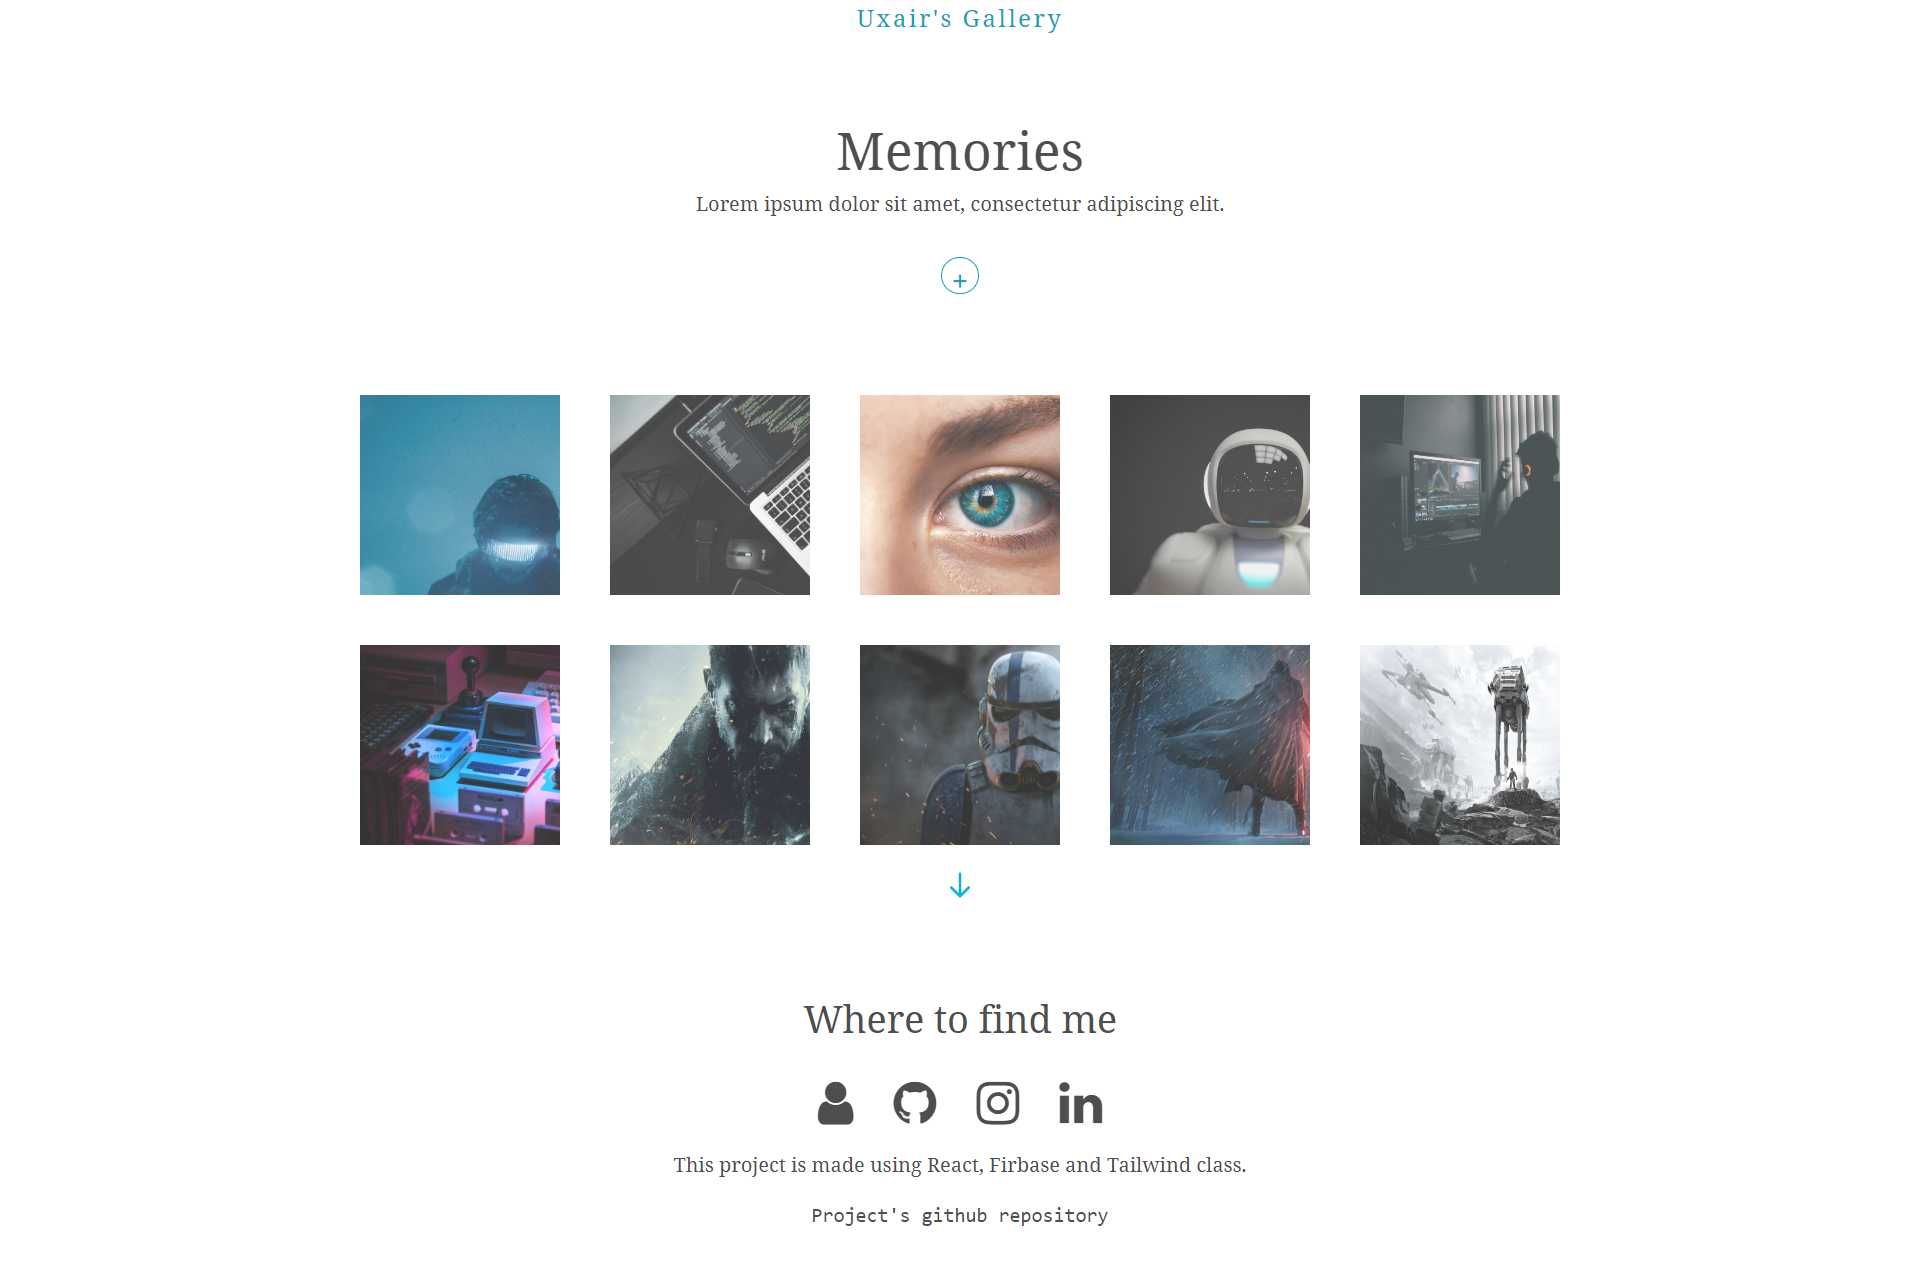 Uxair's Gallery
Memories
Lorem ipsum dolor sit amet, consectetur adipiscing elit.
+
Where to find me
in
This project is made using React, Firbase and Tailwind class.
Project's github repository